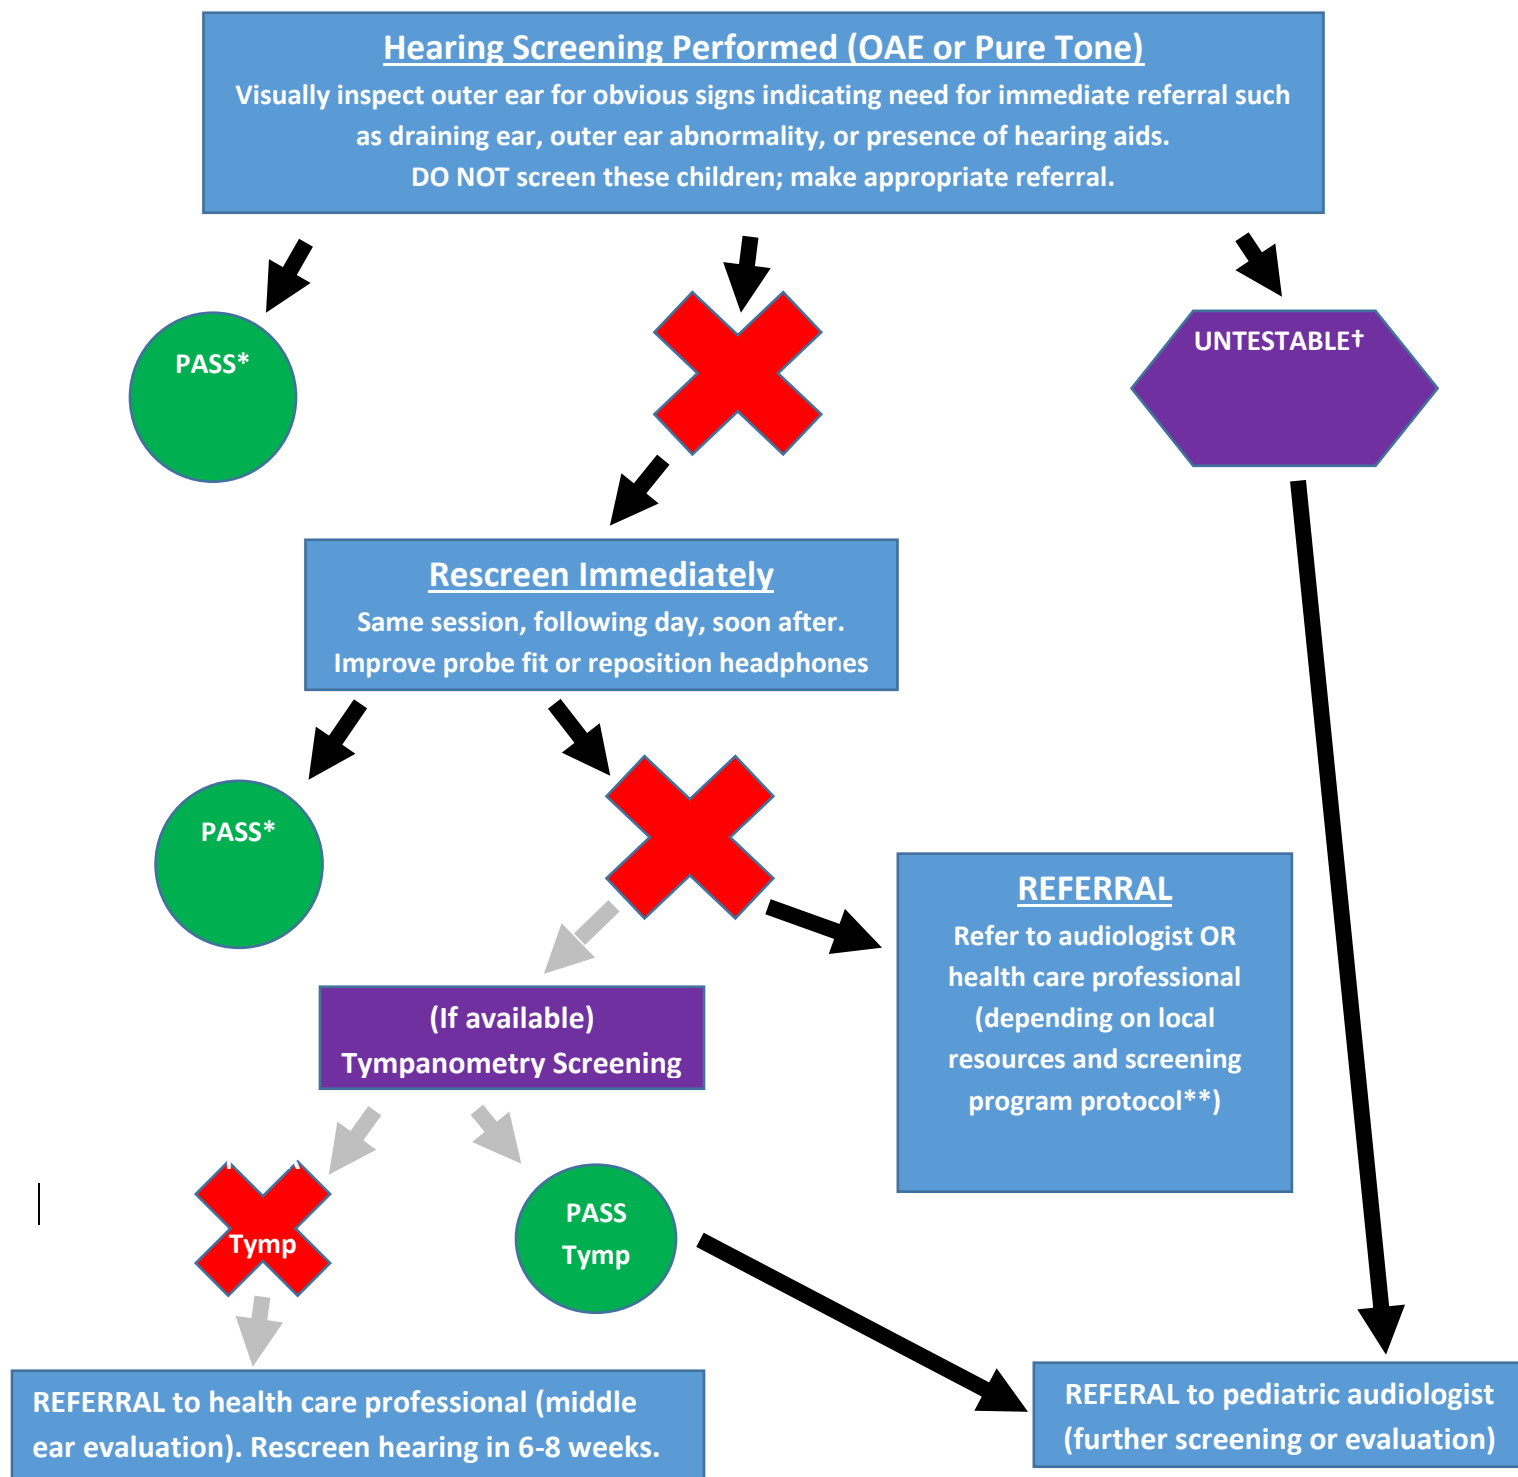 Hearing Screening Performed (OAE or Pure Tone)
Visually inspect outer ear for obvious signs indicating need for immediate referral such
as draining ear, outer ear abnormality, or presence of hearing aids.
DO NOT screen these children; make appropriate referral.
PASS*
UNTESTABLE†
Rescreen Immediately
Same session, following day, soon after.
Improve probe fit or reposition headphones
PASS*
REFERRAL
Refer to audiologist OR
health care professional
(depending on local
resources and screening
program protocol**)
(If available)
Tympanometry Screening
Tymp
PASS
Tymp
REFERRAL to health care professional (middle
ear evaluation). Rescreen hearing in 6-8 weeks.
REFERAL to pediatric audiologist
(further screening or evaluation)